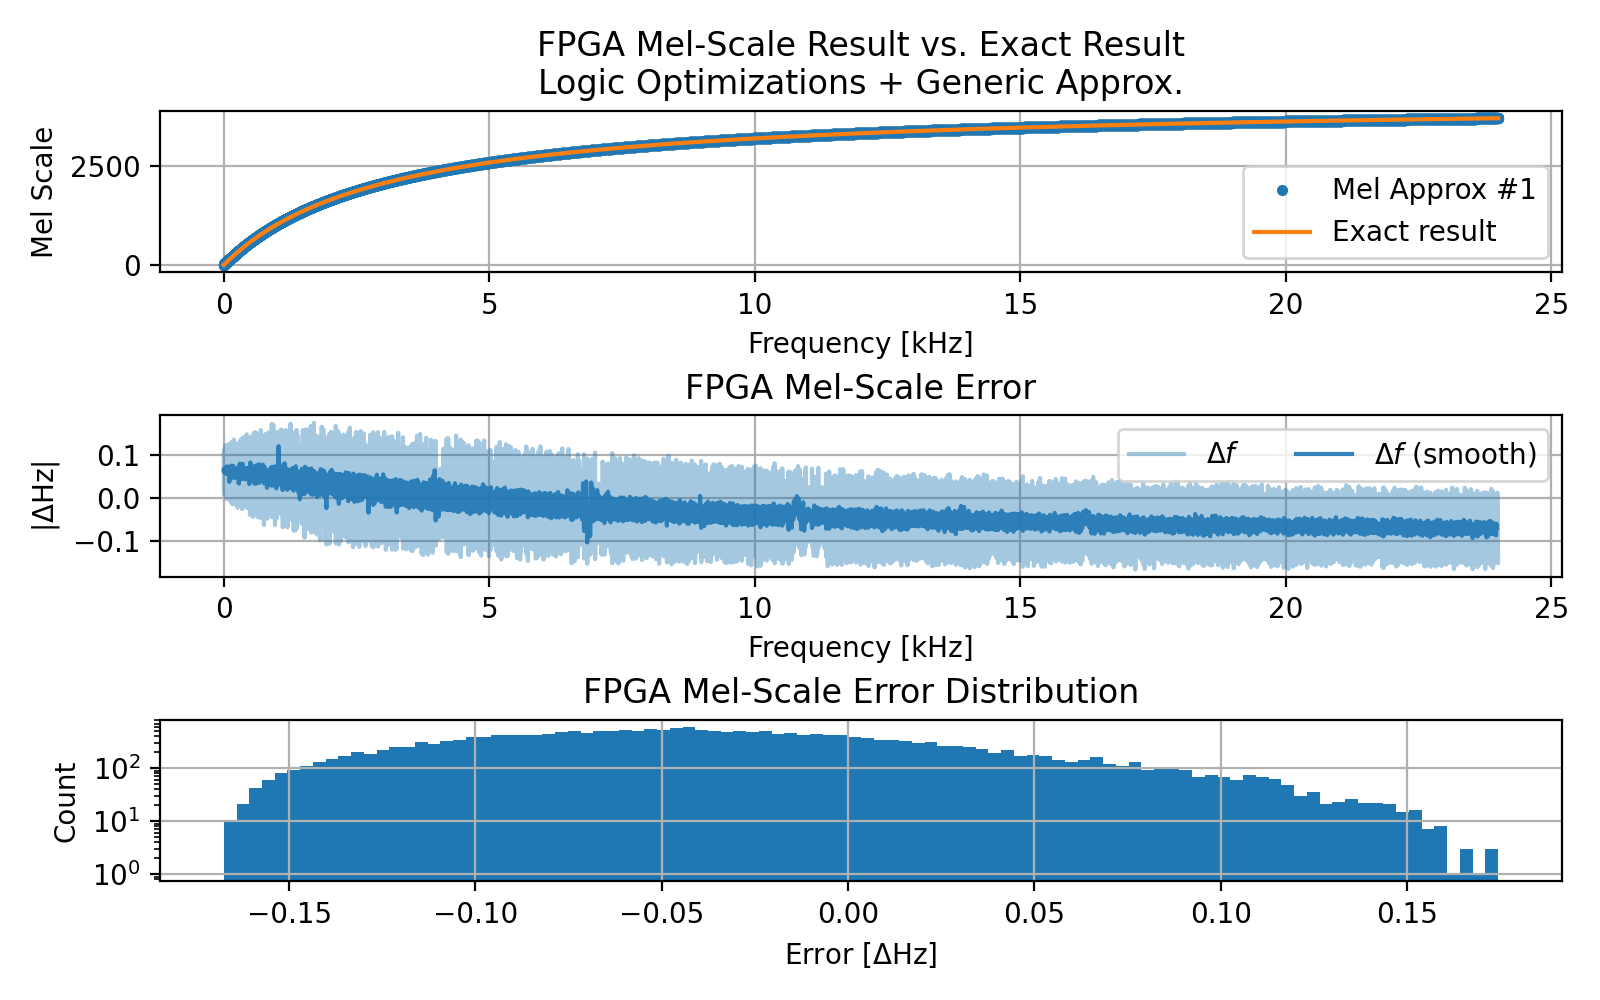 FPGA Mel-Scale Result vs. Exact Result
Logic Optimizations + Generic Approx.
Mel Scale
2500
0
Mel Approx #1
Exact result
0 5 10 15 20 25
Frequency [kHz]
FPGA Mel-Scale Error
|ΔHz|
0.1
0.0
−0.1
Δf Δf (smooth)
0 5 10 15 20 25
Frequency [kHz]
FPGA Mel-Scale Error Distribution
Count
10²
10¹
10⁰
−0.15 −0.10 −0.05 0.00 0.05 0.10 0.15
Error [ΔHz]